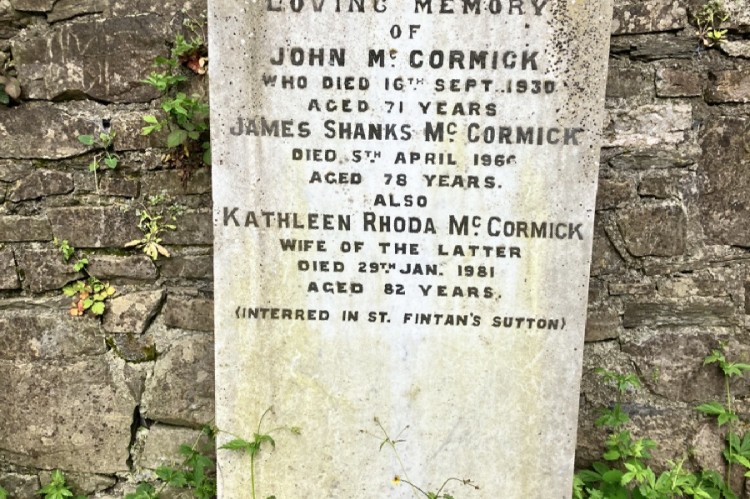 LOVING MEMORY
OF
JOHN Mc CORMICK
WHO DIED 16TH SEPT. 1930
AGED 71 YEARS
JAMES SHANKS Mc CORMICK
DIED 5TH APRIL 1966
AGED 78 YEARS.
ALSO
KATHLEEN RHODA Mc CORMICK
WIFE OF THE LATTER
DIED 29TH JAN. 1981
AGED 82 YEARS.
(INTERRED IN ST. FINTAN'S SUTTON)